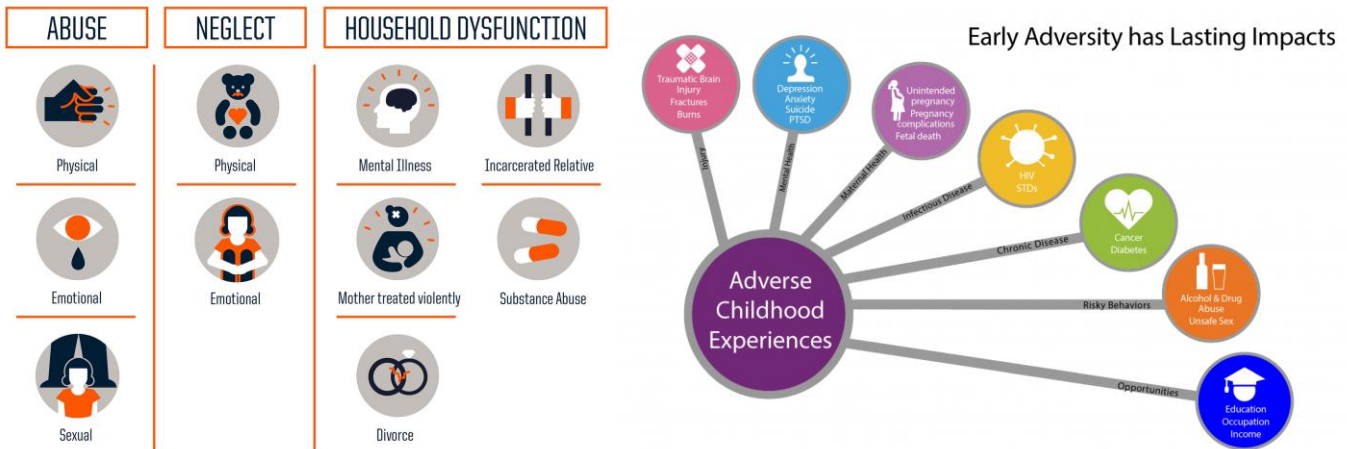 ABUSE
NEGLECT
HOUSEHOLD DYSFUNCTION
Physical
Physical
Mental Illness
Incarcerated Relative
Emotional
Emotional
Mother treated violently
Substance Abuse
Sexual
Divorce
Early Adversity has Lasting Impacts
Traumatic Brain
Injury
Fractures
Burns
Injury
Depression
Anxiety
Suicide
PTSD
Mental Health
Unintended
pregnancy
Pregnancy
complications
Fetal death
Maternal Health
HIV
STDs
Infectious Disease
Cancer
Diabetes
Chronic Disease
Alcohol & Drug
Abuse
Unsafe Sex
Risky Behaviors
Education
Occupation
Income
Opportunities
Adverse
Childhood
Experiences